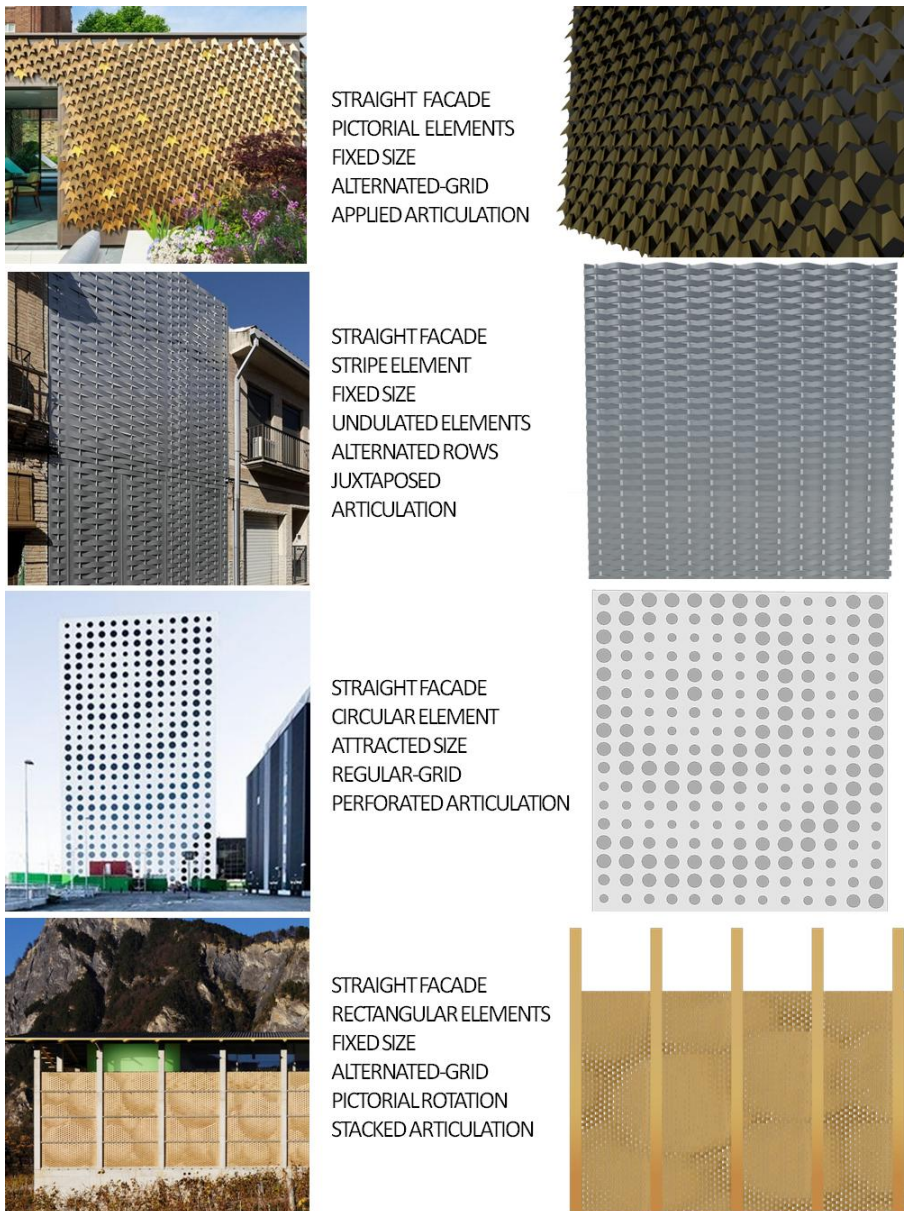 STRAIGHT FACADE
PICTORIAL ELEMENTS
FIXED SIZE
ALTERNATED-GRID
APPLIED ARTICULATION
STRAIGHT FACADE
STRIPE ELEMENT
FIXED SIZE
UNDULATED ELEMENTS
ALTERNATED ROWS
JUXTAPOSED
ARTICULATION
STRAIGHT FACADE
CIRCULAR ELEMENT
ATTRACTED SIZE
REGULAR-GRID
PERFORATED ARTICULATION
STRAIGHT FACADE
RECTANGULAR ELEMENTS
FIXED SIZE
ALTERNATED-GRID
PICTORIAL ROTATION
STACKED ARTICULATION